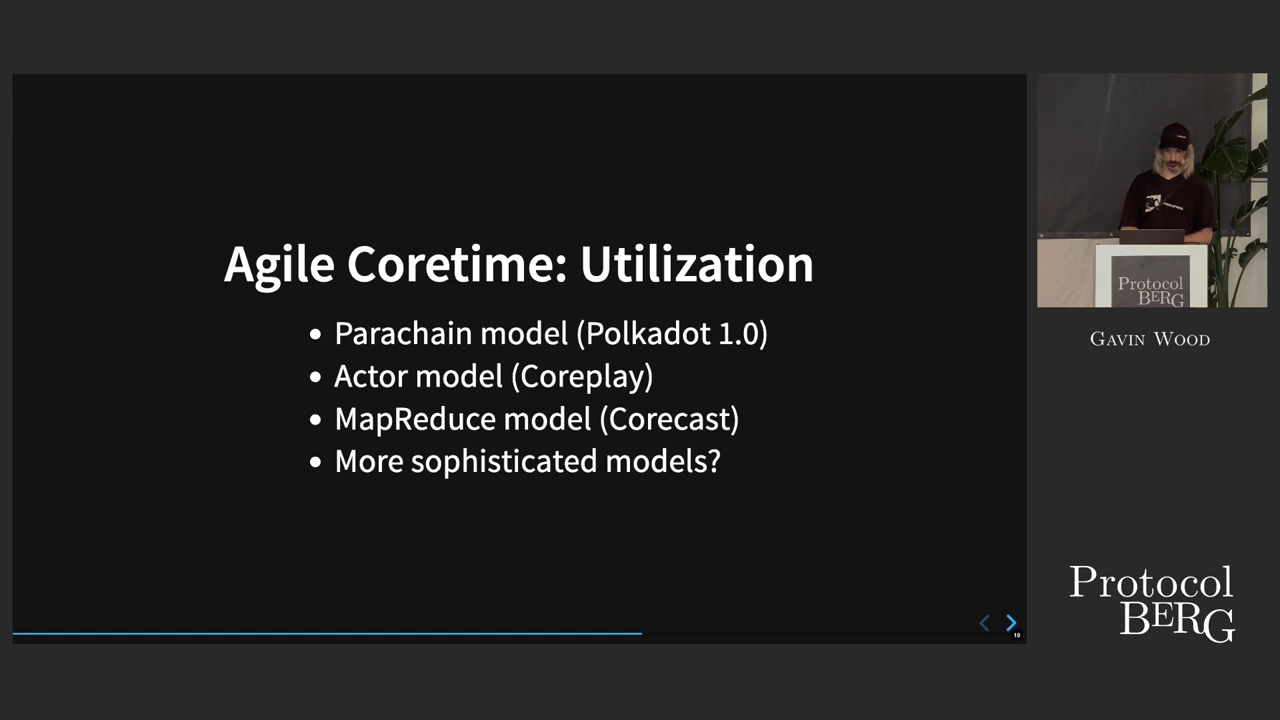 Agile Coretime: Utilization
• Parachain model (Polkadot 1.0)
• Actor model (Coreplay)
• MapReduce model (Corecast)
• More sophisticated models?
19
Protocol
BERG
GAVIN WOOD
Protocol
BERG